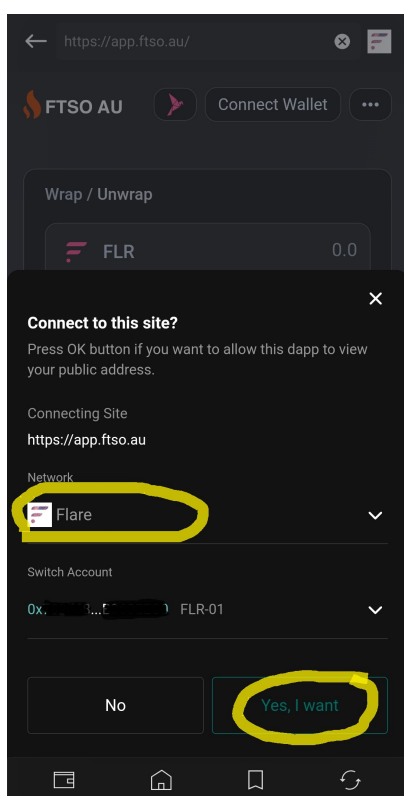 https://app.ftso.au/
FTSO AU
Connect Wallet
Wrap / Unwrap
FLR
0.0
Connect to this site?
Press OK button if you want to allow this dapp to view
your public address.
Connecting Site
https://app.ftso.au
Network
Flare
Switch Account
FLR-01
No
Yes, I want